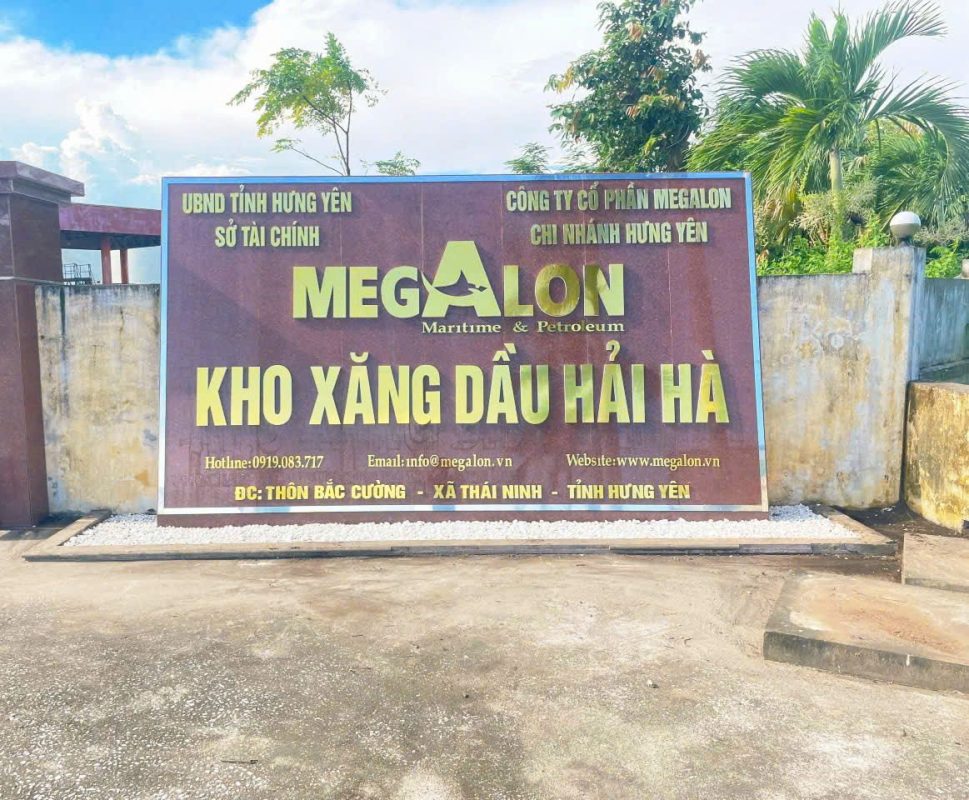 UBND TỈNH HƯNG YÊN
SỞ TÀI CHÍNH
CÔNG TY CỔ PHẦN MEGALON
CHI NHÁNH HƯNG YÊN
MEGALON
Maritime & Petroleum
KHO XĂNG DẦU HẢI HÀ
Hotline:0919.083.717 Email:info@megalon.vn Website:www.megalon.vn
ĐC: THÔN BẮC CƯỜNG - XÃ THÁI NINH - TỈNH HƯNG YÊN